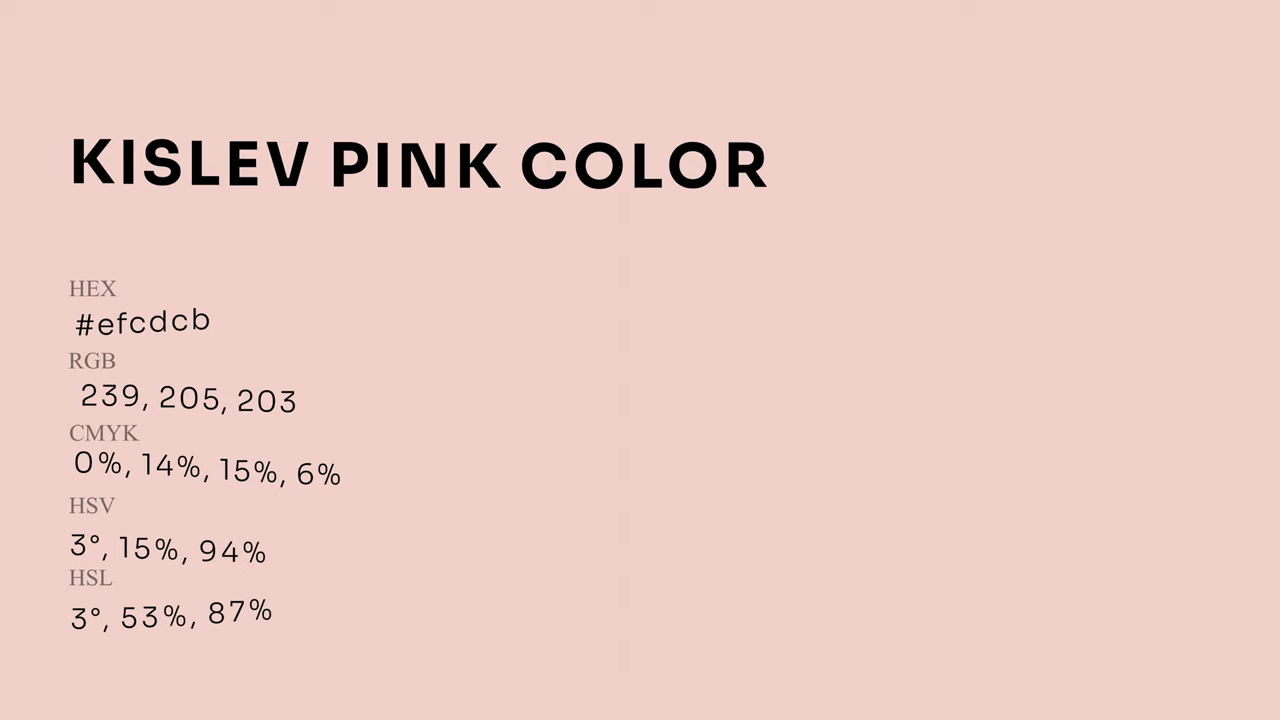 KISLEV PINK COLOR
HEX
#efcdcb
RGB
239, 205, 203
CMYK
0%, 14%, 15%, 6%
HSV
3°, 15%, 94%
HSL
3°, 53%, 87%